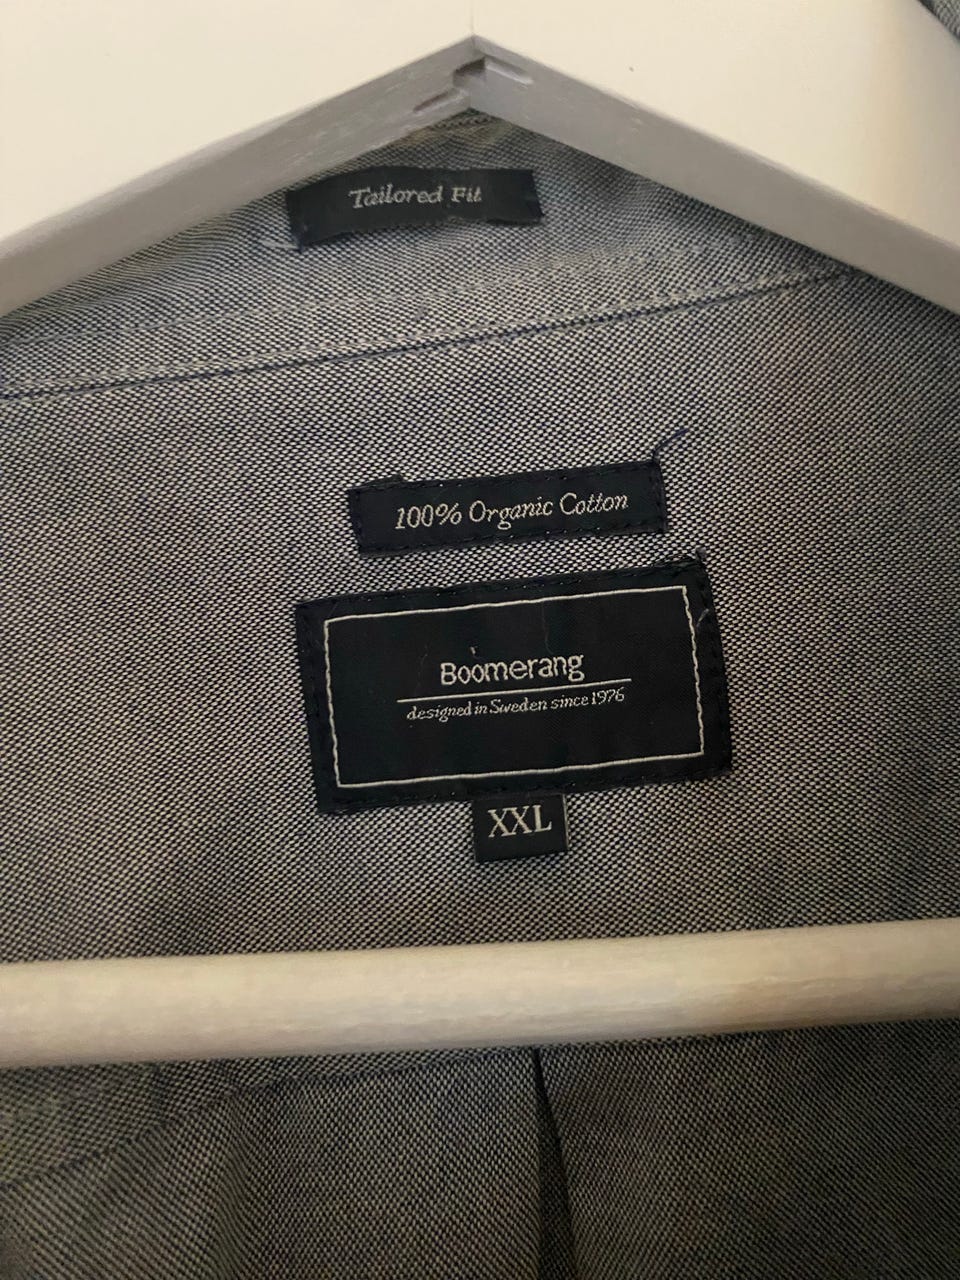 Tailored Fit
100% Organic Cotton
Boomerang
designed in Sweden since 1976
XXL